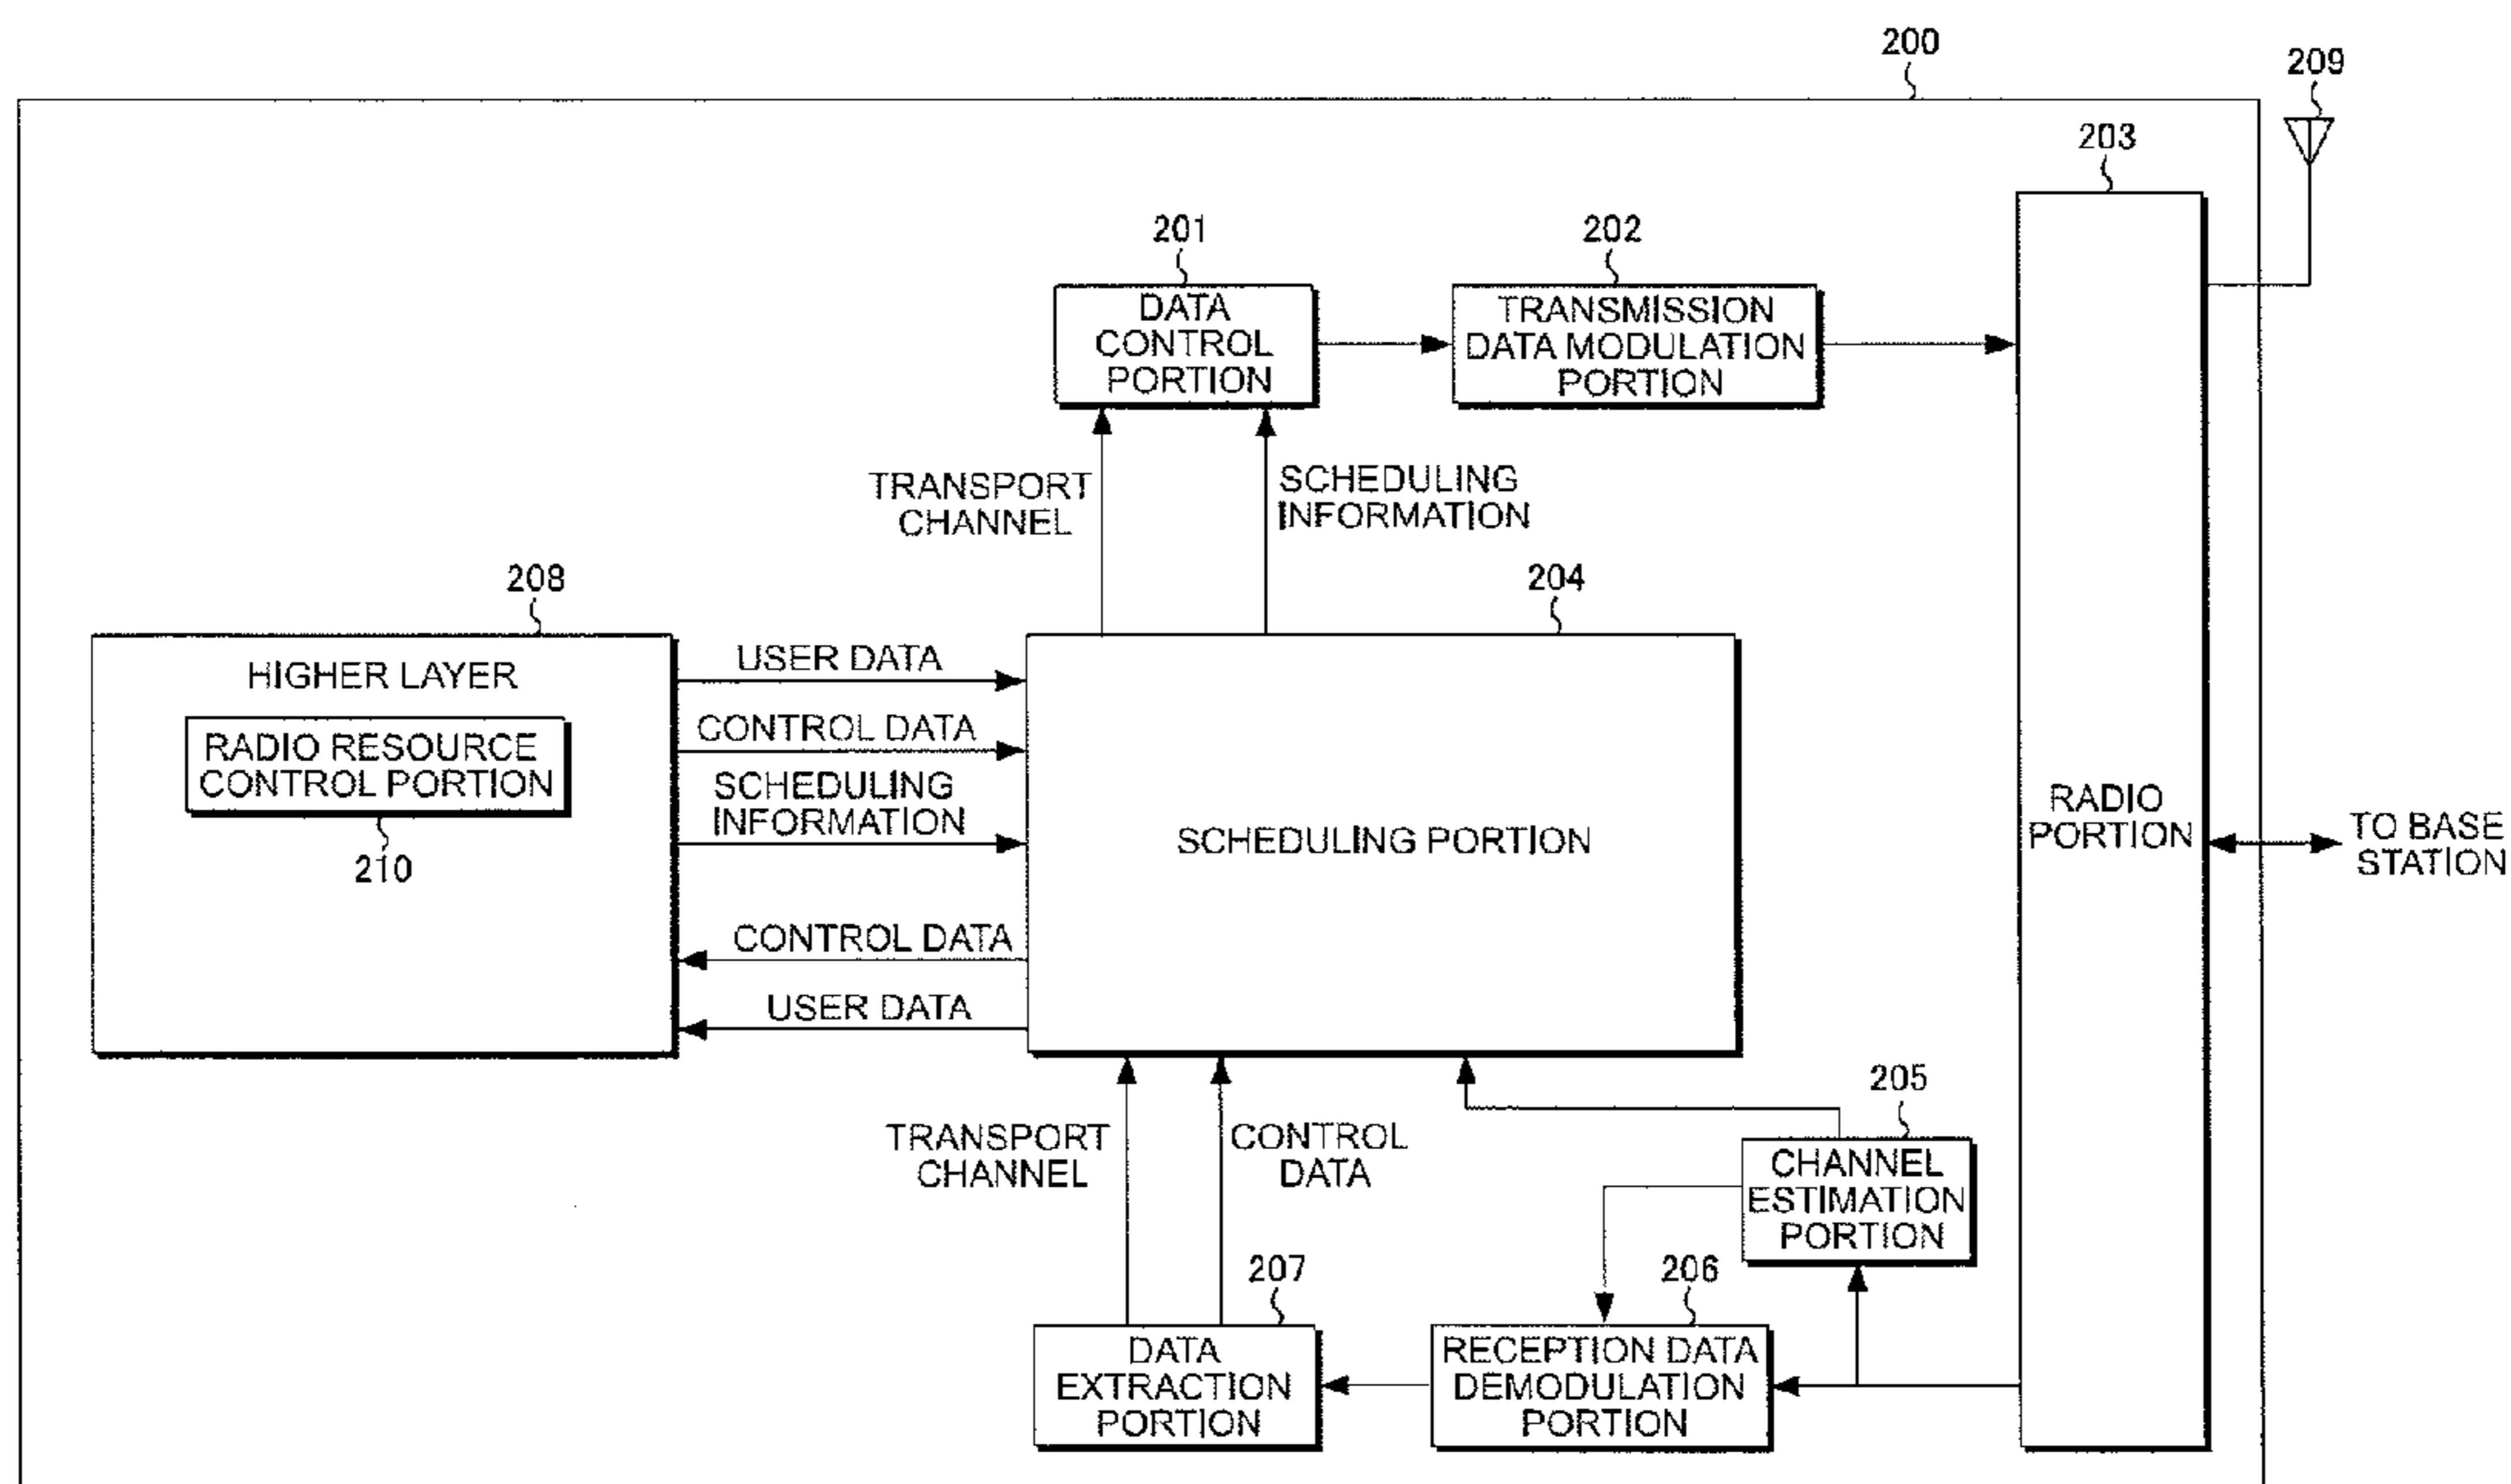 200
209
203
201
202
DATA
CONTROL
PORTION
TRANSMISSION
DATA MODULATION
PORTION
TRANSPORT
CHANNEL
SCHEDULING
INFORMATION
208
204
HIGHER LAYER
RADIO RESOURCE
CONTROL PORTION
210
USER DATA
CONTROL DATA
SCHEDULING
INFORMATION
CONTROL DATA
USER DATA
SCHEDULING PORTION
RADIO
PORTION
TO BASE
STATION
205
TRANSPORT
CHANNEL
CONTROL
DATA
CHANNEL
ESTIMATION
PORTION
207
206
DATA
EXTRACTION
PORTION
RECEPTION DATA
DEMODULATION
PORTION